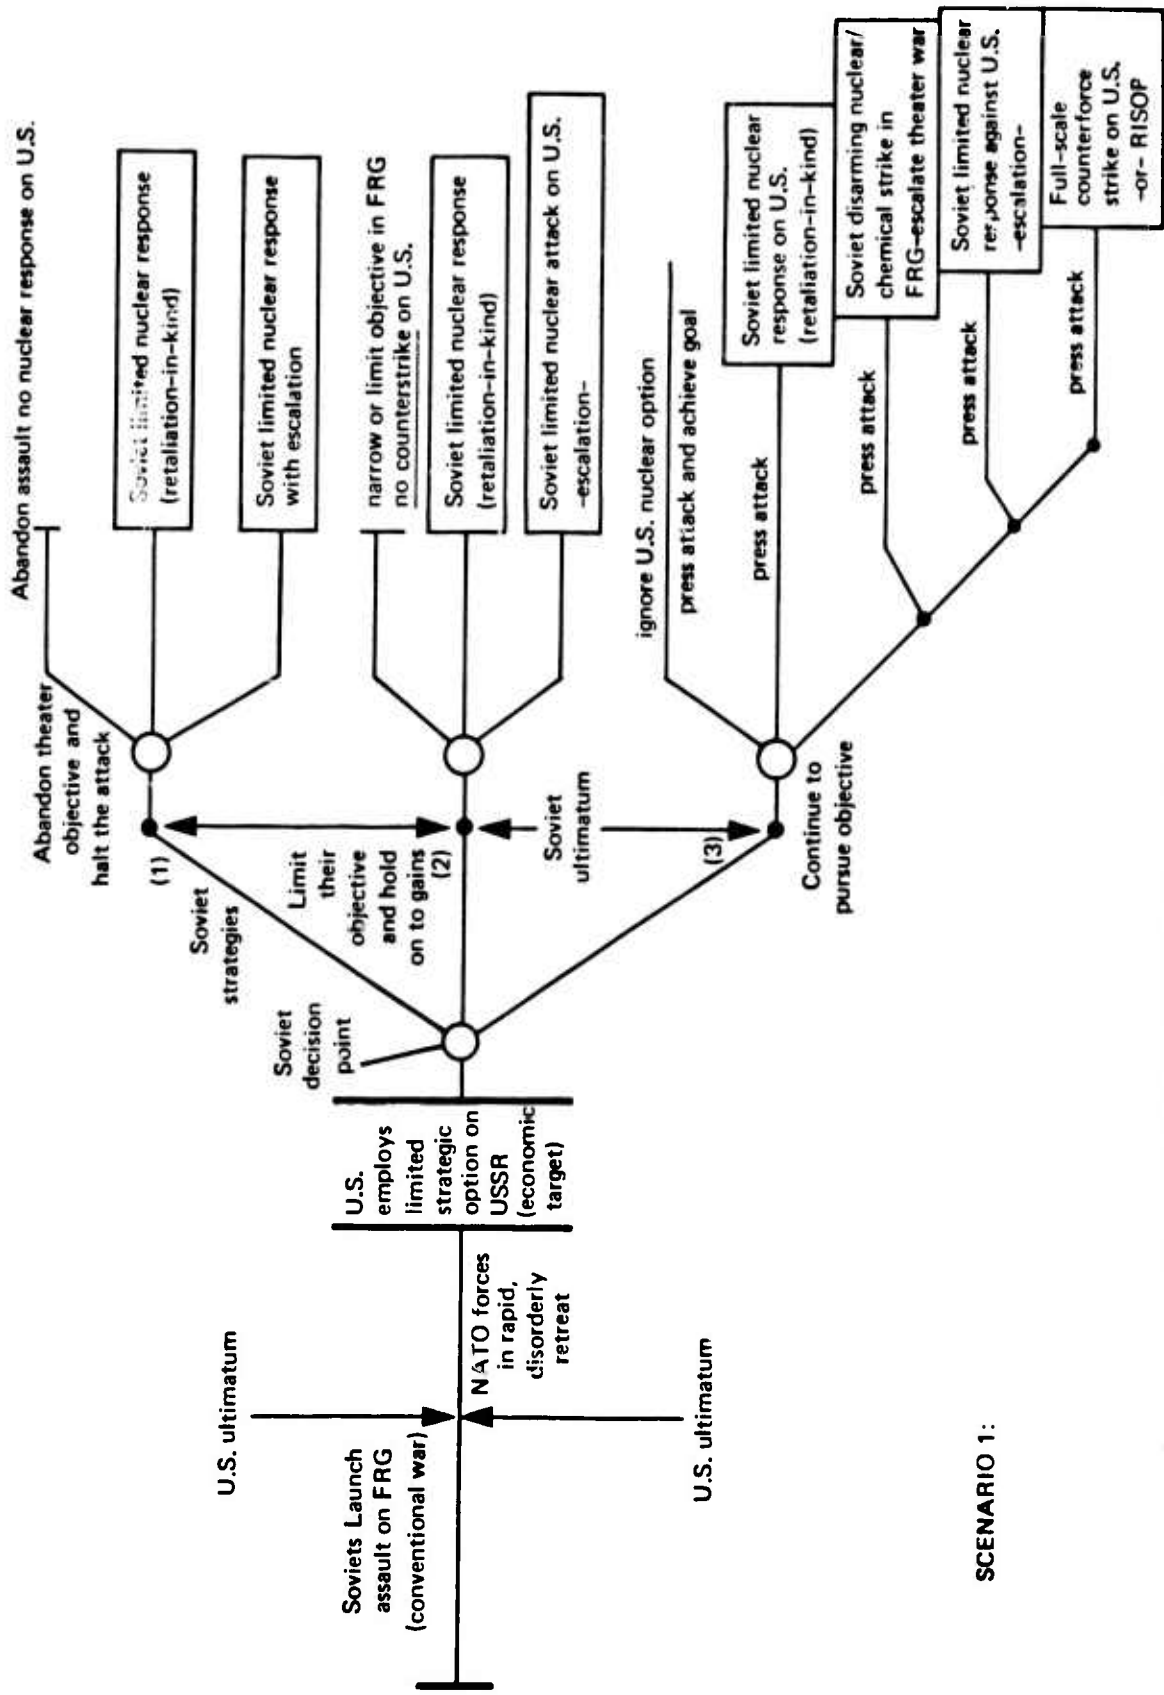 SCENARIO 1:
U.S. ultimatum
Soviets Launch
assault on FRG
(conventional war)
U.S. ultimatum
NATO forces
in rapid,
disorderly
retreat
U.S.
employs
limited
strategic
option on
USSR
(economic
target)
Soviet
decision
point
Soviet
strategies
Abandon theater
objective and
halt the attack
(1)
Limit
their
objective
and hold
on to gains
(2)
Soviet
ultimatum
(3)
Continue to
pursue objective
Abandon assault no nuclear response on U.S.
Soviet limited nuclear response
(retaliation-in-kind)
Soviet limited nuclear response
with escalation
narrow or limit objective in FRG
no counterstrike on U.S.
Soviet limited nuclear response
(retaliation-in-kind)
Soviet limited nuclear attack on U.S.
-escalation-
ignore U.S. nuclear option
press attack and achieve goal
press attack
Soviet limited nuclear
response on U.S.
(retaliation-in-kind)
press attack
Soviet disarming nuclear/
chemical strike in
FRG-escalate theater war
press attack
Soviet limited nuclear
response against U.S.
-escalation-
press attack
Full-scale
counterforce
strike on U.S.
-or- RISOP